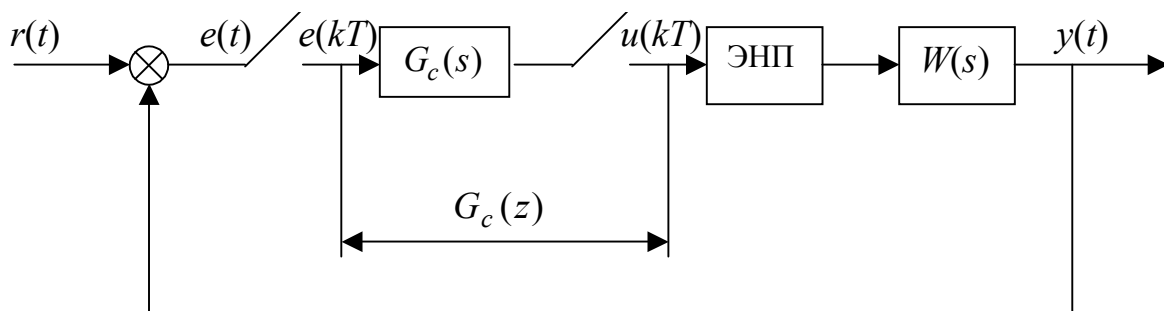 r(t)
e(t)
e(kT)
G_c(s)
u(kT)
ЭНП
W(s)
y(t)
G_c(z)